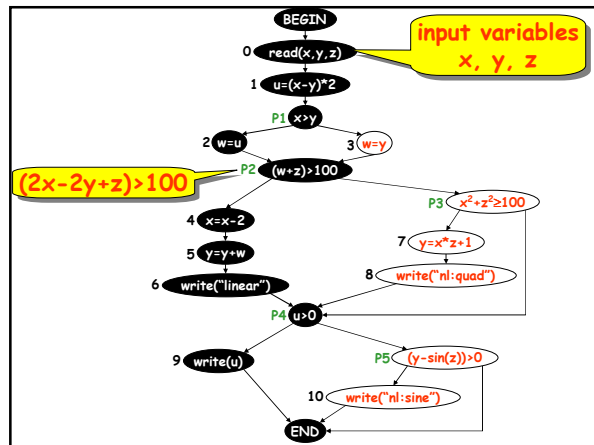 BEGIN
0 read(x,y,z)
input variables
x, y, z
1 u=(x-y)*2
P1 x>y
2 w=u
3 w=y
P2 (w+z)>100
(2x-2y+z)>100
P3 x²+z²≥100
4 x=x-2
7 y=x*z+1
5 y=y+w
6 write(“linear”)
8 write(“nl:quad”)
P4 u>0
9 write(u)
P5 (y-sin(z))>0
10 write(“nl:sine”)
END